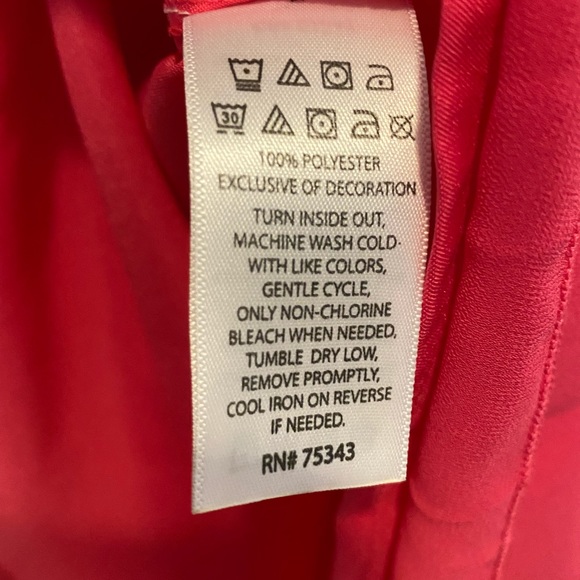 30
100% POLYESTER
EXCLUSIVE OF DECORATION
TURN INSIDE OUT,
MACHINE WASH COLD
WITH LIKE COLORS,
GENTLE CYCLE,
ONLY NON-CHLORINE
BLEACH WHEN NEEDED,
TUMBLE DRY LOW,
REMOVE PROMPTLY,
COOL IRON ON REVERSE
IF NEEDED.
RN# 75343